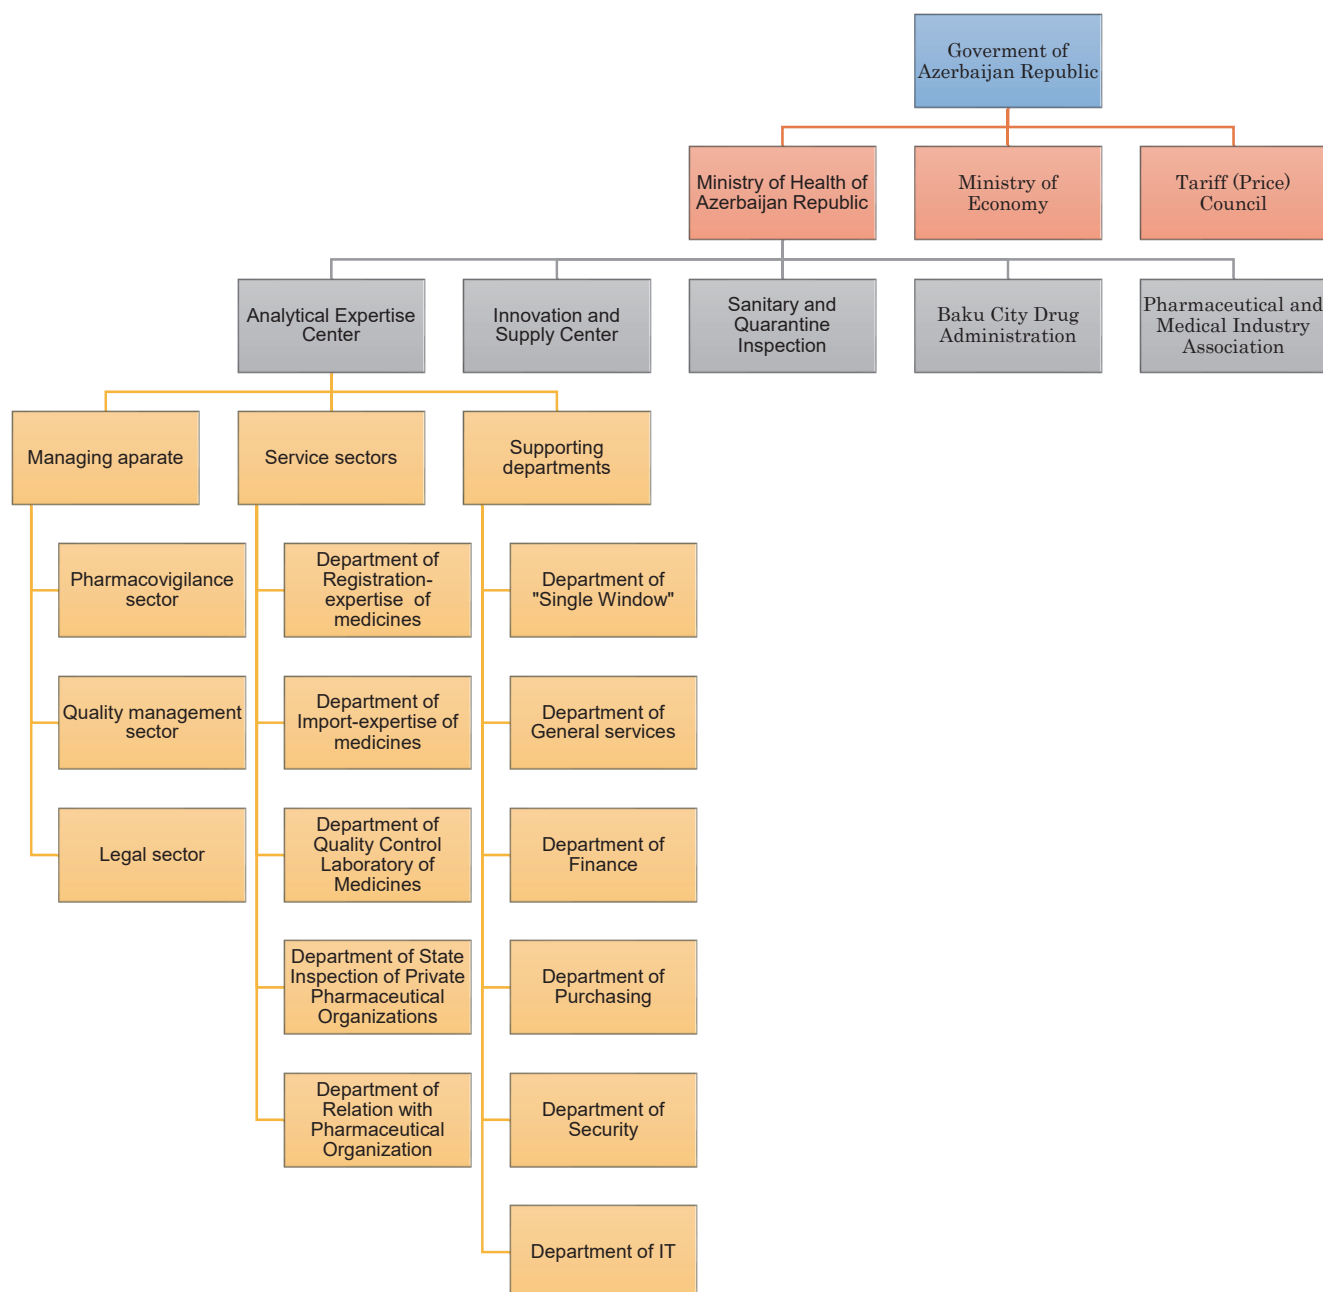 Goverment of
Azerbaijan Republic
Ministry of Health of
Azerbaijan Republic
Ministry of
Economy
Tariff (Price)
Council
Analytical Expertise
Center
Innovation and
Supply Center
Sanitary and
Quarantine
Inspection
Baku City Drug
Administration
Pharmaceutical and
Medical Industry
Association
Managing aparate
Service sectors
Supporting
departments
Pharmacovigilance
sector
Quality management
sector
Legal sector
Department of
Registration-
expertise of
medicines
Department of
Import-expertise of
medicines
Department of
Quality Control
Laboratory of
Medicines
Department of State
Inspection of Private
Pharmaceutical
Organizations
Department of
Relation with
Pharmaceutical
Organization
Department of
"Single Window"
Department of
General services
Department of
Finance
Department of
Purchasing
Department of
Security
Department of IT